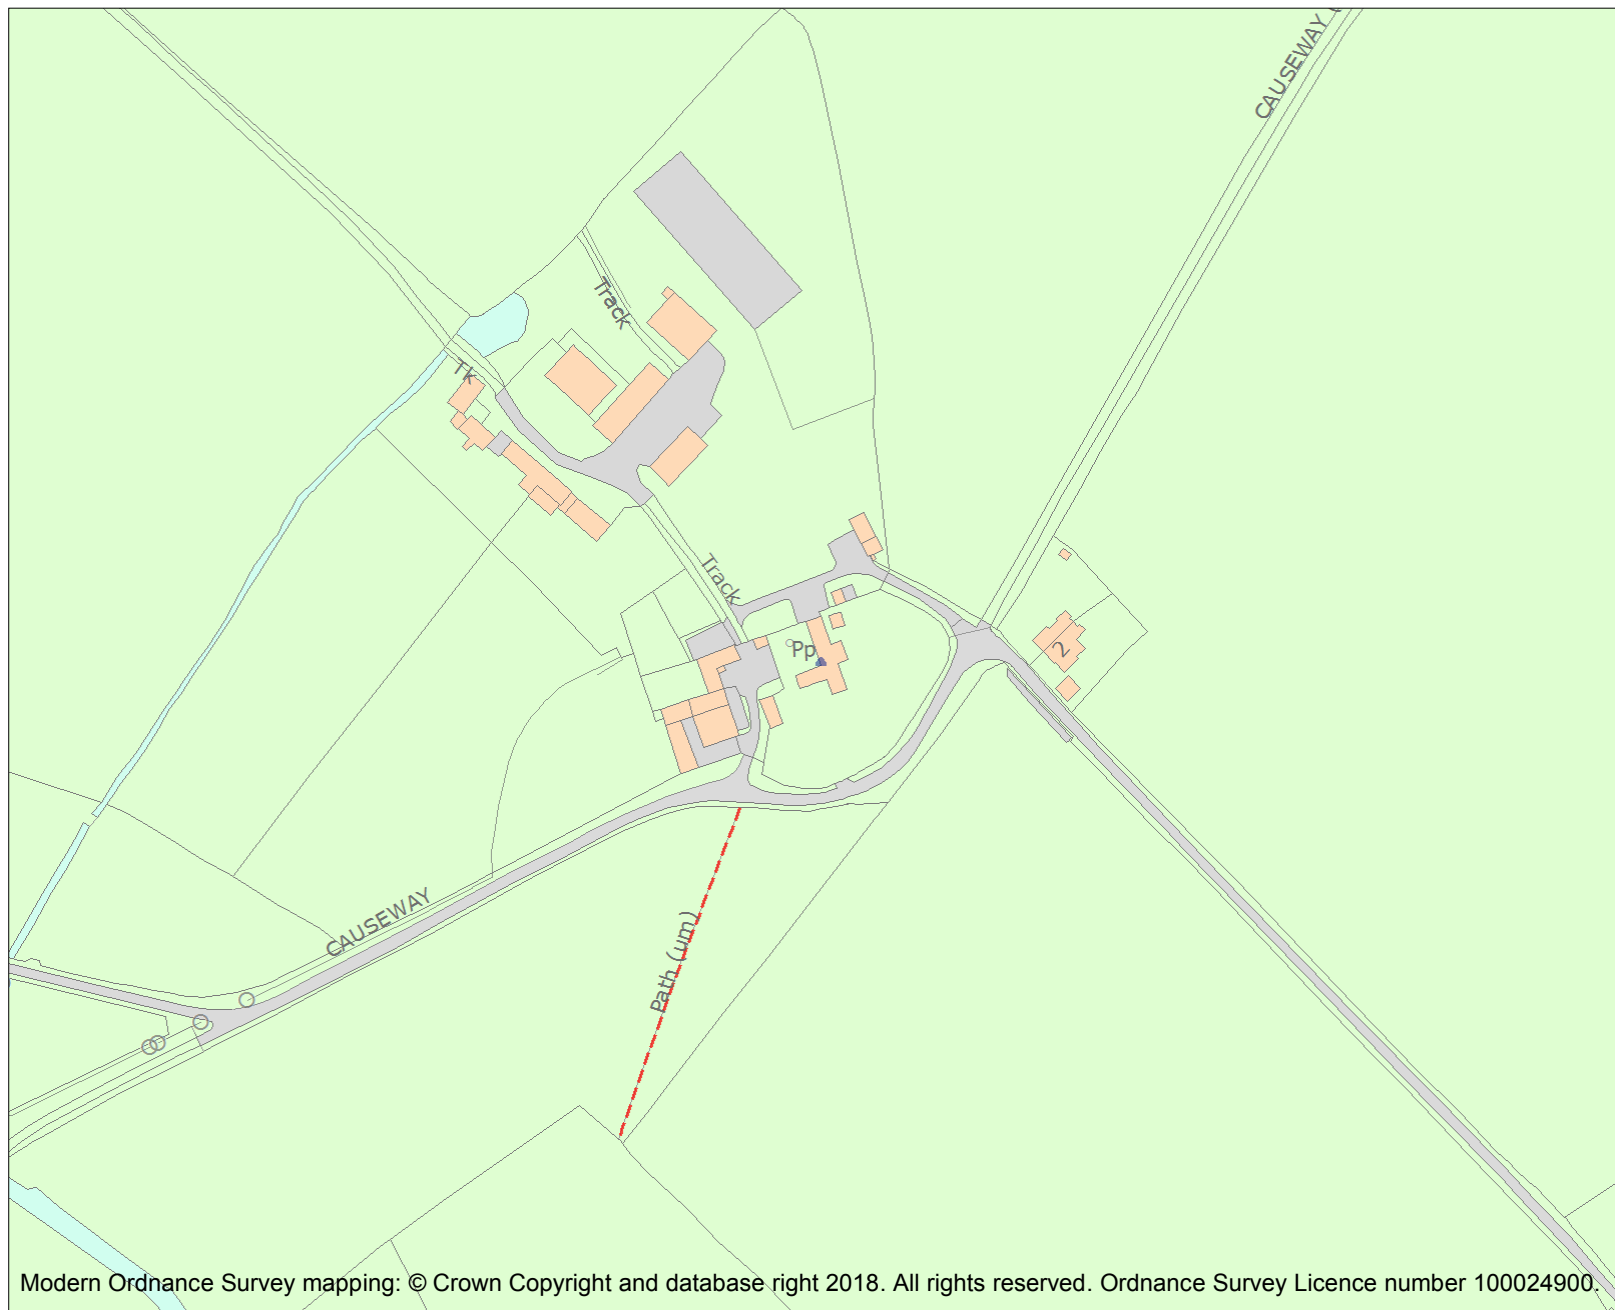 CAUSEWAY
Track
Tk
Track
Pp
2
CAUSEWAY
Path (um)
Modern Ordnance Survey mapping: © Crown Copyright and database right 2018. All rights reserved. Ordnance Survey Licence number 100024900.